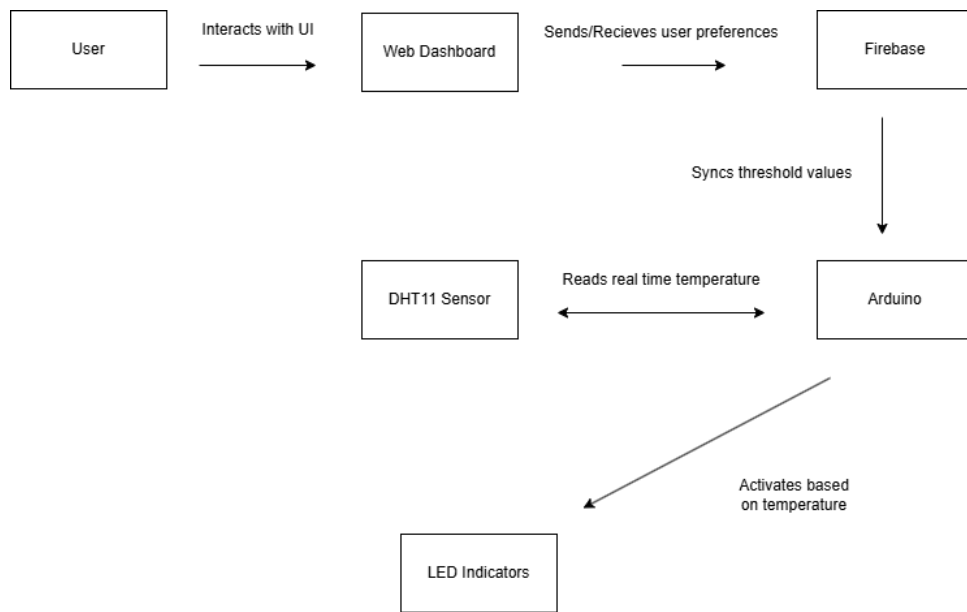 User
Interacts with UI
Web Dashboard
Sends/Recieves user preferences
Firebase
Syncs threshold values
DHT11 Sensor
Reads real time temperature
Arduino
Activates based
on temperature
LED Indicators